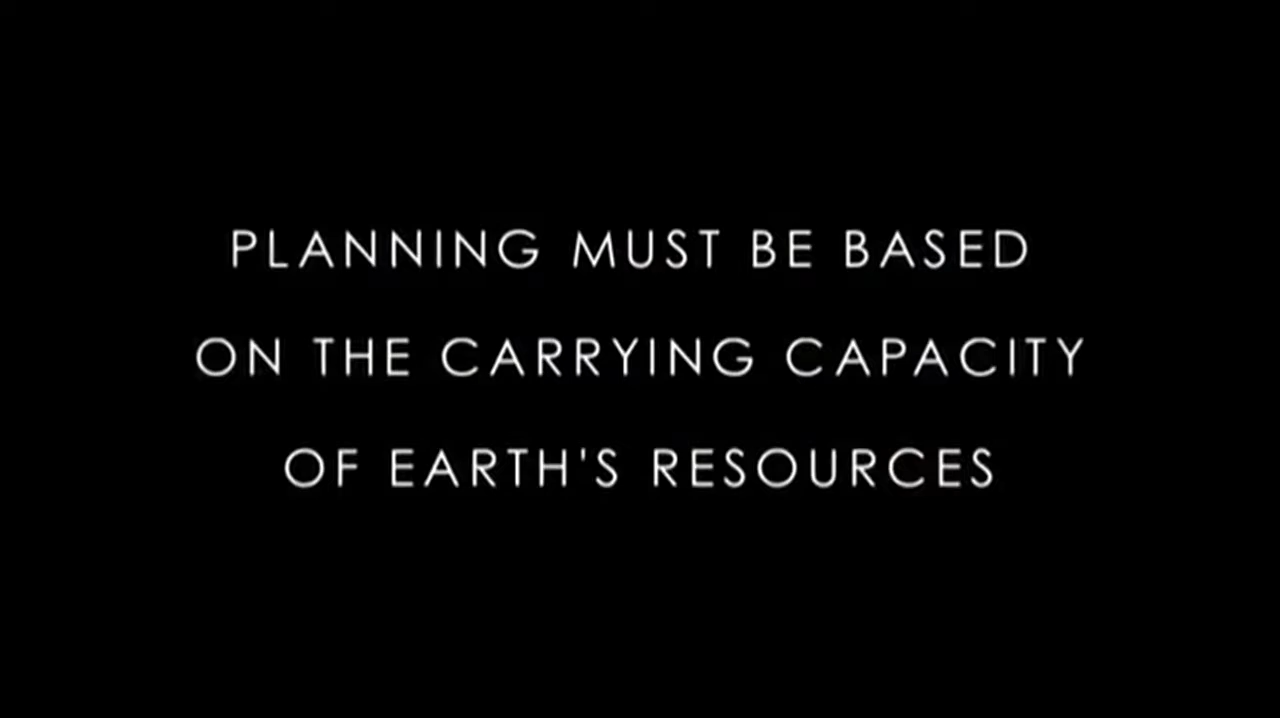 PLANNING MUST BE BASED
ON THE CARRYING CAPACITY
OF EARTH'S RESOURCES